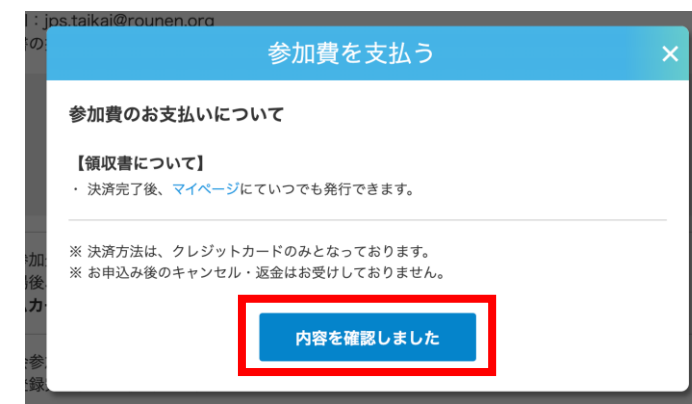 jps.taikai@rounen.org
参加費を支払う
×
参加費のお支払いについて
【領収書について】
・ 決済完了後、マイページにていつでも発行できます。
※ 決済方法は、クレジットカードのみとなっております。
※ お申込み後のキャンセル・返金はお受けしておりません。
内容を確認しました